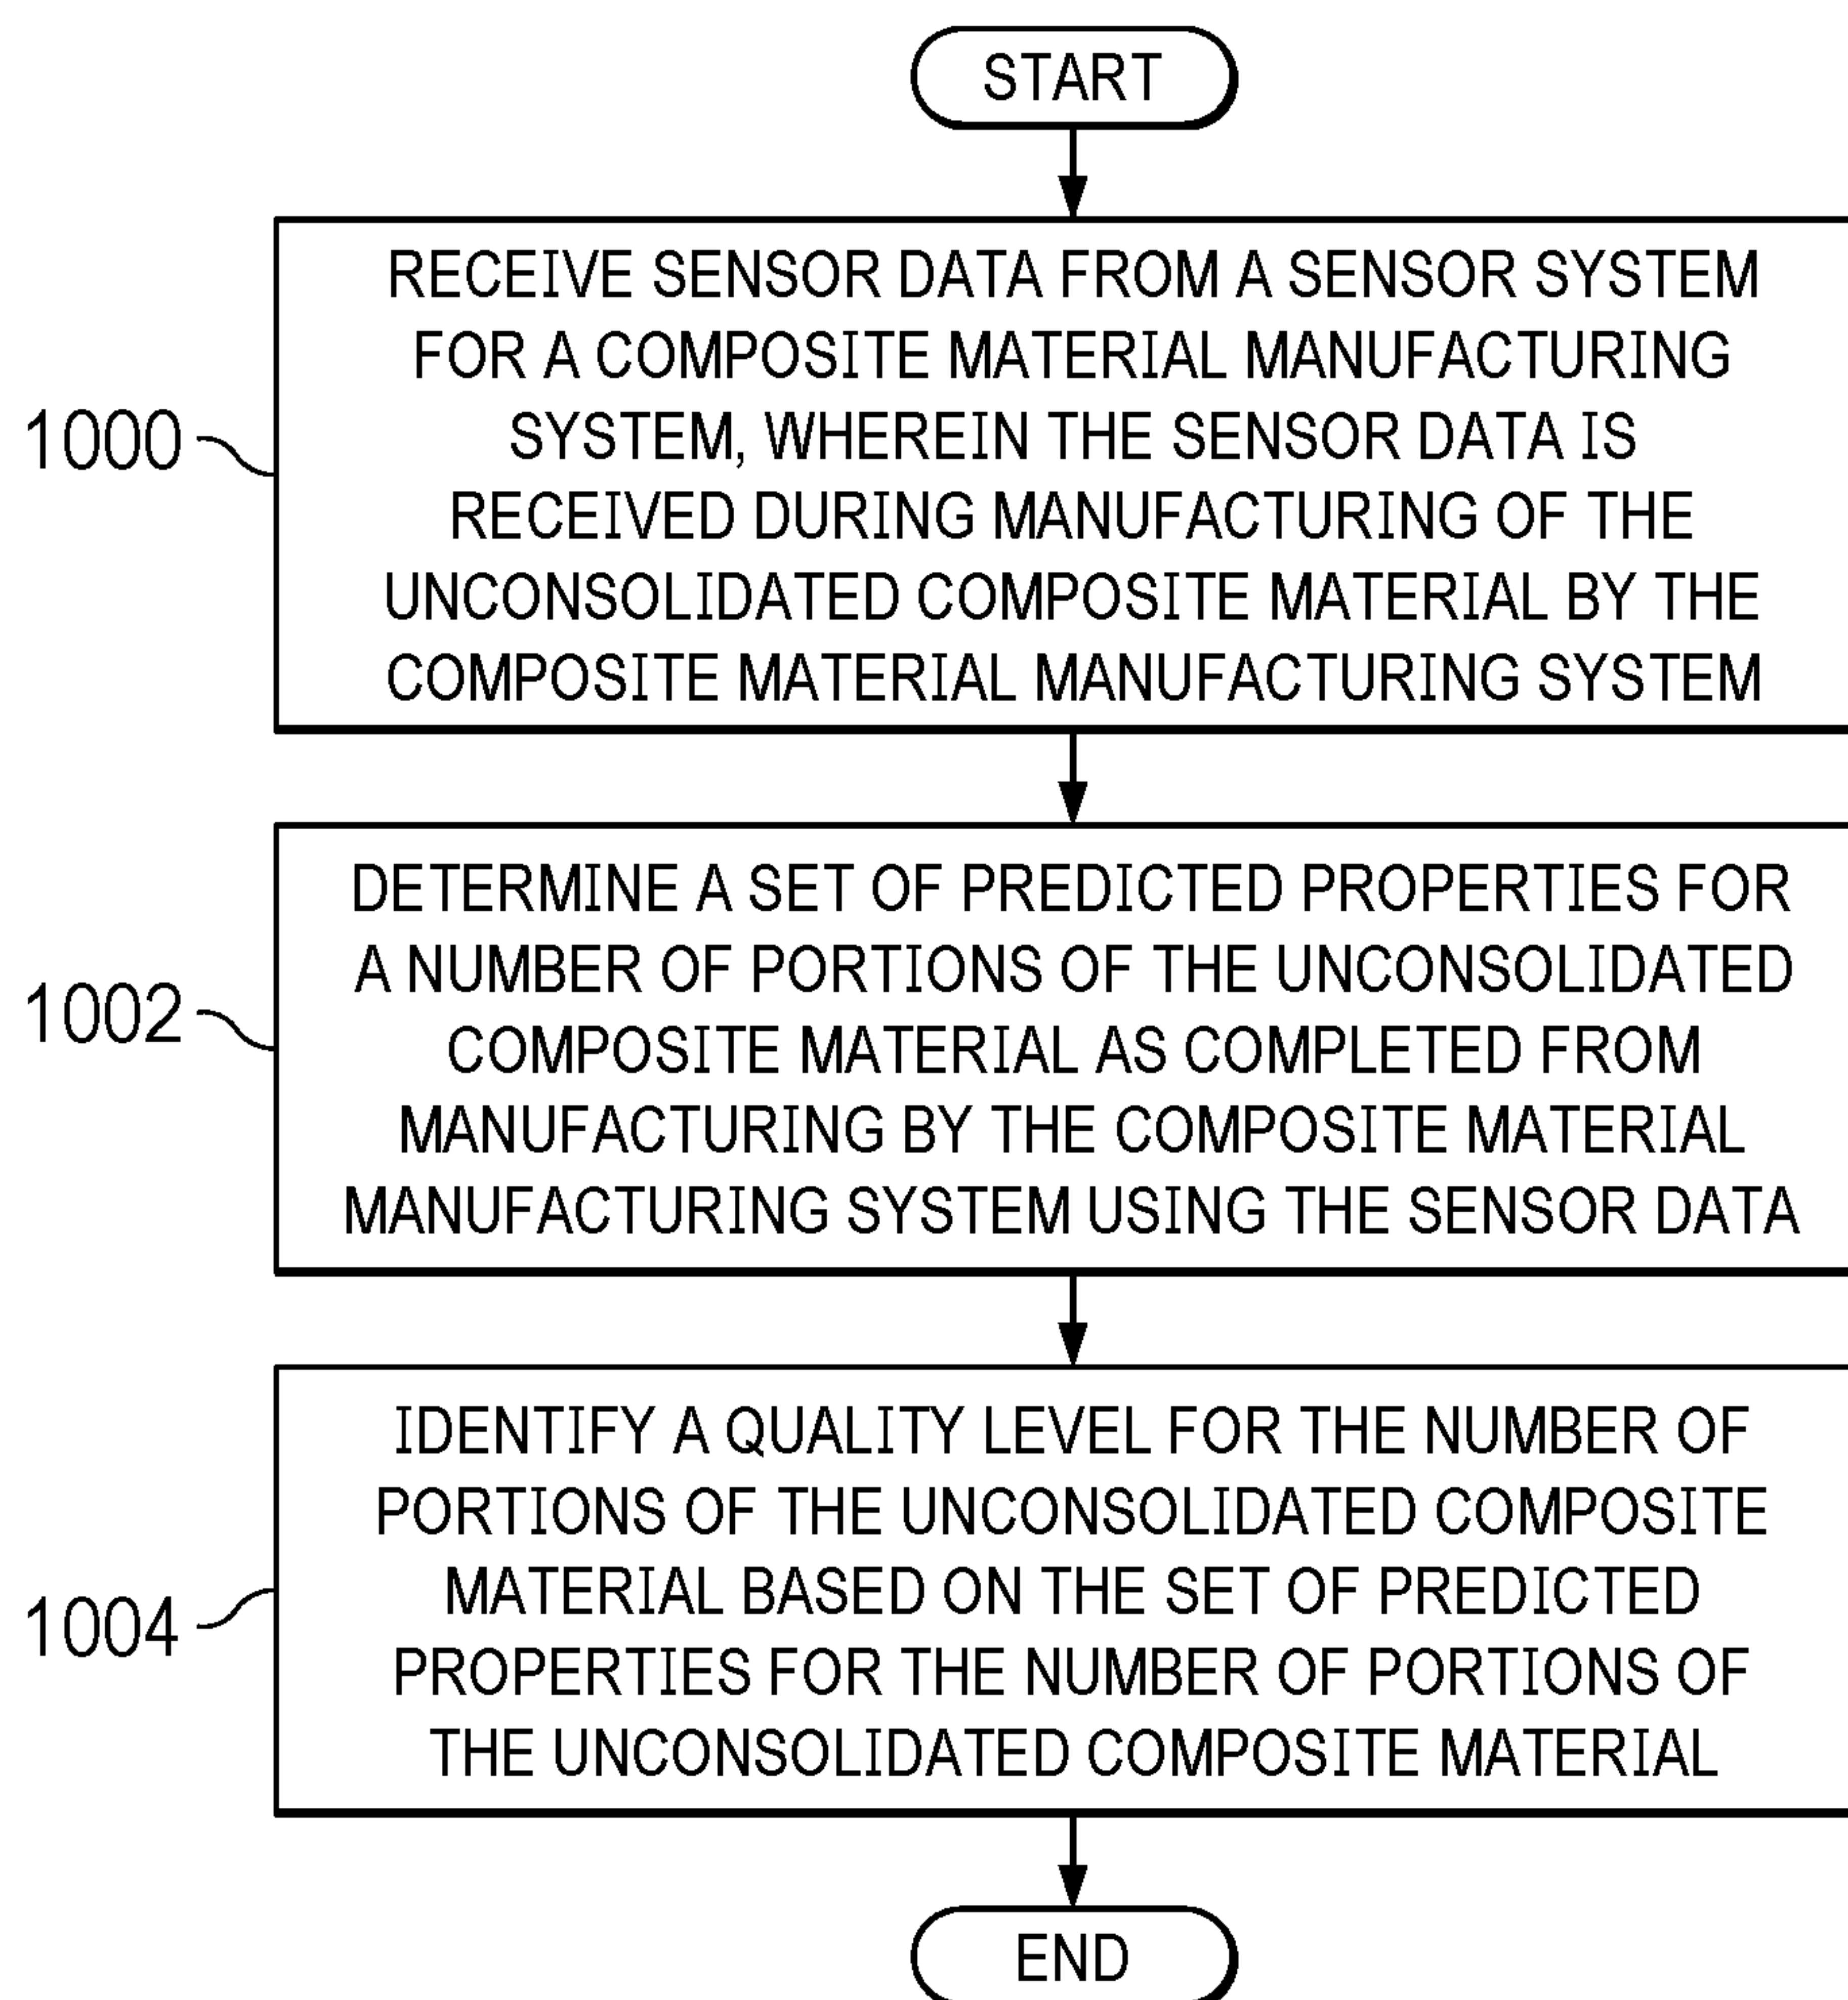 START
RECEIVE SENSOR DATA FROM A SENSOR SYSTEM
FOR A COMPOSITE MATERIAL MANUFACTURING
SYSTEM, WHEREIN THE SENSOR DATA IS
RECEIVED DURING MANUFACTURING OF THE
UNCONSOLIDATED COMPOSITE MATERIAL BY THE
COMPOSITE MATERIAL MANUFACTURING SYSTEM
1000
DETERMINE A SET OF PREDICTED PROPERTIES FOR
A NUMBER OF PORTIONS OF THE UNCONSOLIDATED
COMPOSITE MATERIAL AS COMPLETED FROM
MANUFACTURING BY THE COMPOSITE MATERIAL
MANUFACTURING SYSTEM USING THE SENSOR DATA
1002
IDENTIFY A QUALITY LEVEL FOR THE NUMBER OF
PORTIONS OF THE UNCONSOLIDATED COMPOSITE
MATERIAL BASED ON THE SET OF PREDICTED
PROPERTIES FOR THE NUMBER OF PORTIONS OF
THE UNCONSOLIDATED COMPOSITE MATERIAL
1004
END